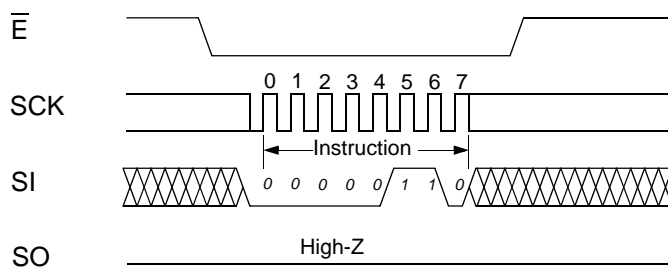 E
0 1 2 3 4 5 6 7
SCK
Instruction
SI 0 0 0 0 0 1 1 0
High-Z
SO